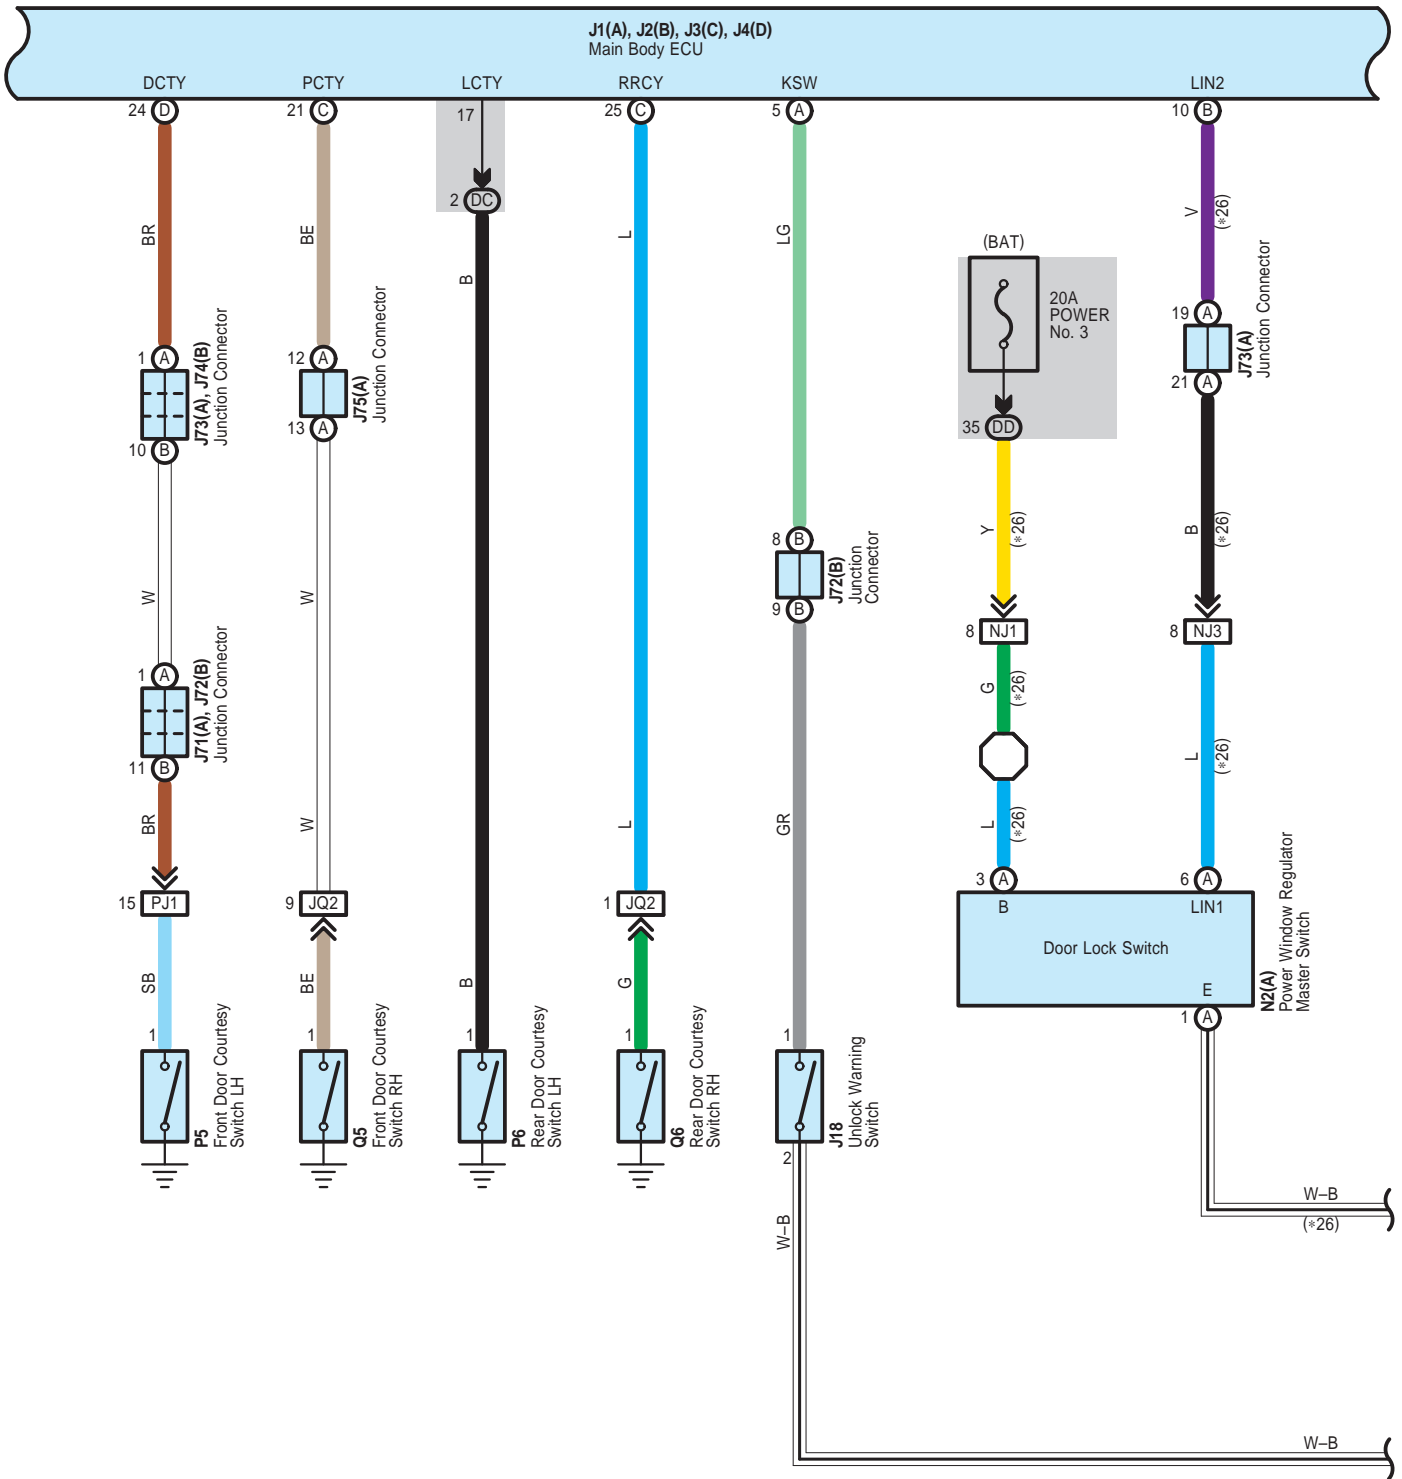 J1(A), J2(B), J3(C), J4(D)
Main Body ECU
DCTY
PCTY
LCTY
RRCY
KSW
LIN2
24 D
21 C
17
25 C
5 A
10 B
2 DC
BR
BE
B
L
LG
V
(*26)
(BAT)
20A
POWER
No. 3
35 DD
19 A
J73(A)
Junction Connector
21 A
1 A
J73(A), J74(B)
Junction Connector
10 B
12 A
J75(A)
Junction Connector
13 A
Y
(*26)
B
(*26)
8 B
J72(B)
Junction
Connector
9 B
W
W
8 NJ1
8 NJ3
1 A
J71(A), J72(B)
Junction Connector
11 B
G
(*26)
L
(*26)
L
(*26)
BR
W
L
GR
3 A
6 A
B
LIN1
Door Lock Switch
E
N2(A)
Power Window Regulator
Master Switch
1 A
15 PJ1
9 JQ2
1 JQ2
SB
BE
B
G
1
P5
Front Door Courtesy
Switch LH
1
Q5
Front Door Courtesy
Switch RH
1
P6
Rear Door Courtesy
Switch LH
1
Q6
Rear Door Courtesy
Switch RH
1
J18
Unlock Warning
Switch
2
W–B
W–B
(*26)
W–B